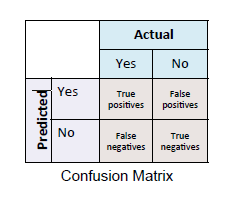 Actual
Yes No
Predicted
Yes True positives False positives
No False negatives True negatives
Confusion Matrix